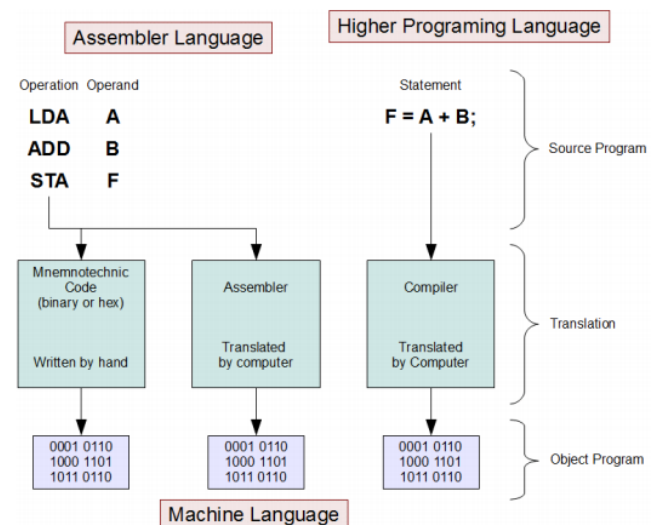 Assembler Language
Higher Programing Language
Operation Operand
LDA A
ADD B
STA F
Statement
F = A + B;
Source Program
Mnemnotechnic
Code
(binary or hex)
Written by hand
Assembler
Translated
by computer
Compiler
Translated
by Computer
Translation
0001 0110
1000 1101
1011 0110
0001 0110
1000 1101
1011 0110
0001 0110
1000 1101
1011 0110
Object Program
Machine Language